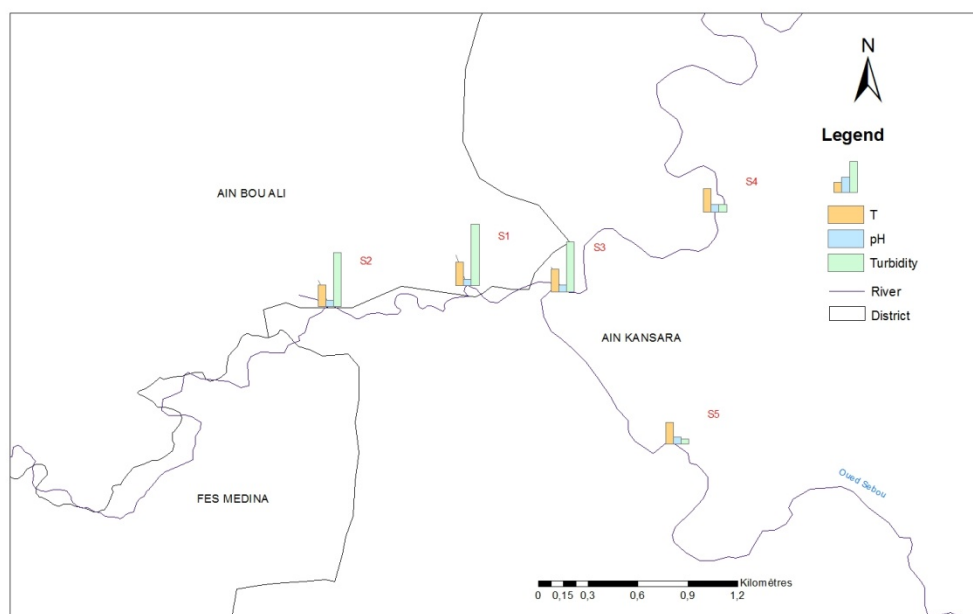 N
Legend
T
pH
Turbidity
River
District
AIN BOU ALI
S4
S1
S2
S3
AIN KANSARA
S5
FES MEDINA
Oued Sebou
Kilomètres
0 0,15 0,3 0,6 0,9 1,2